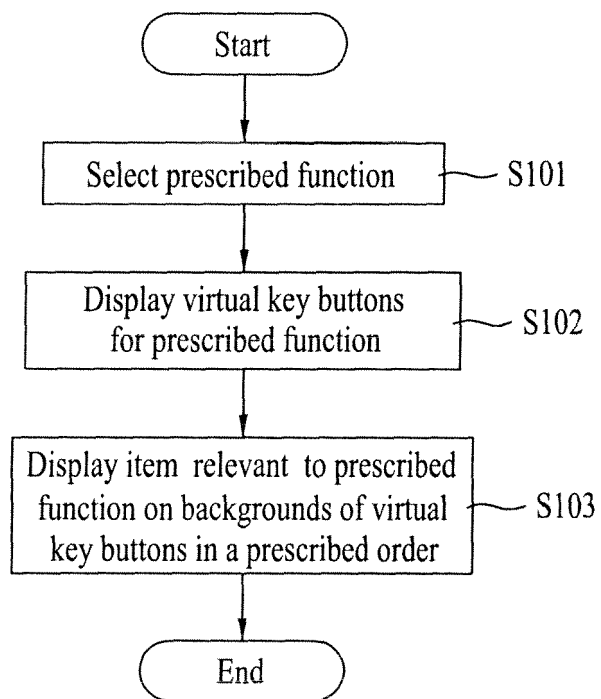 Start
Select prescribed function
S101
Display virtual key buttons
for prescribed function
S102
Display item relevant to prescribed
function on backgrounds of virtual
key buttons in a prescribed order
S103
End